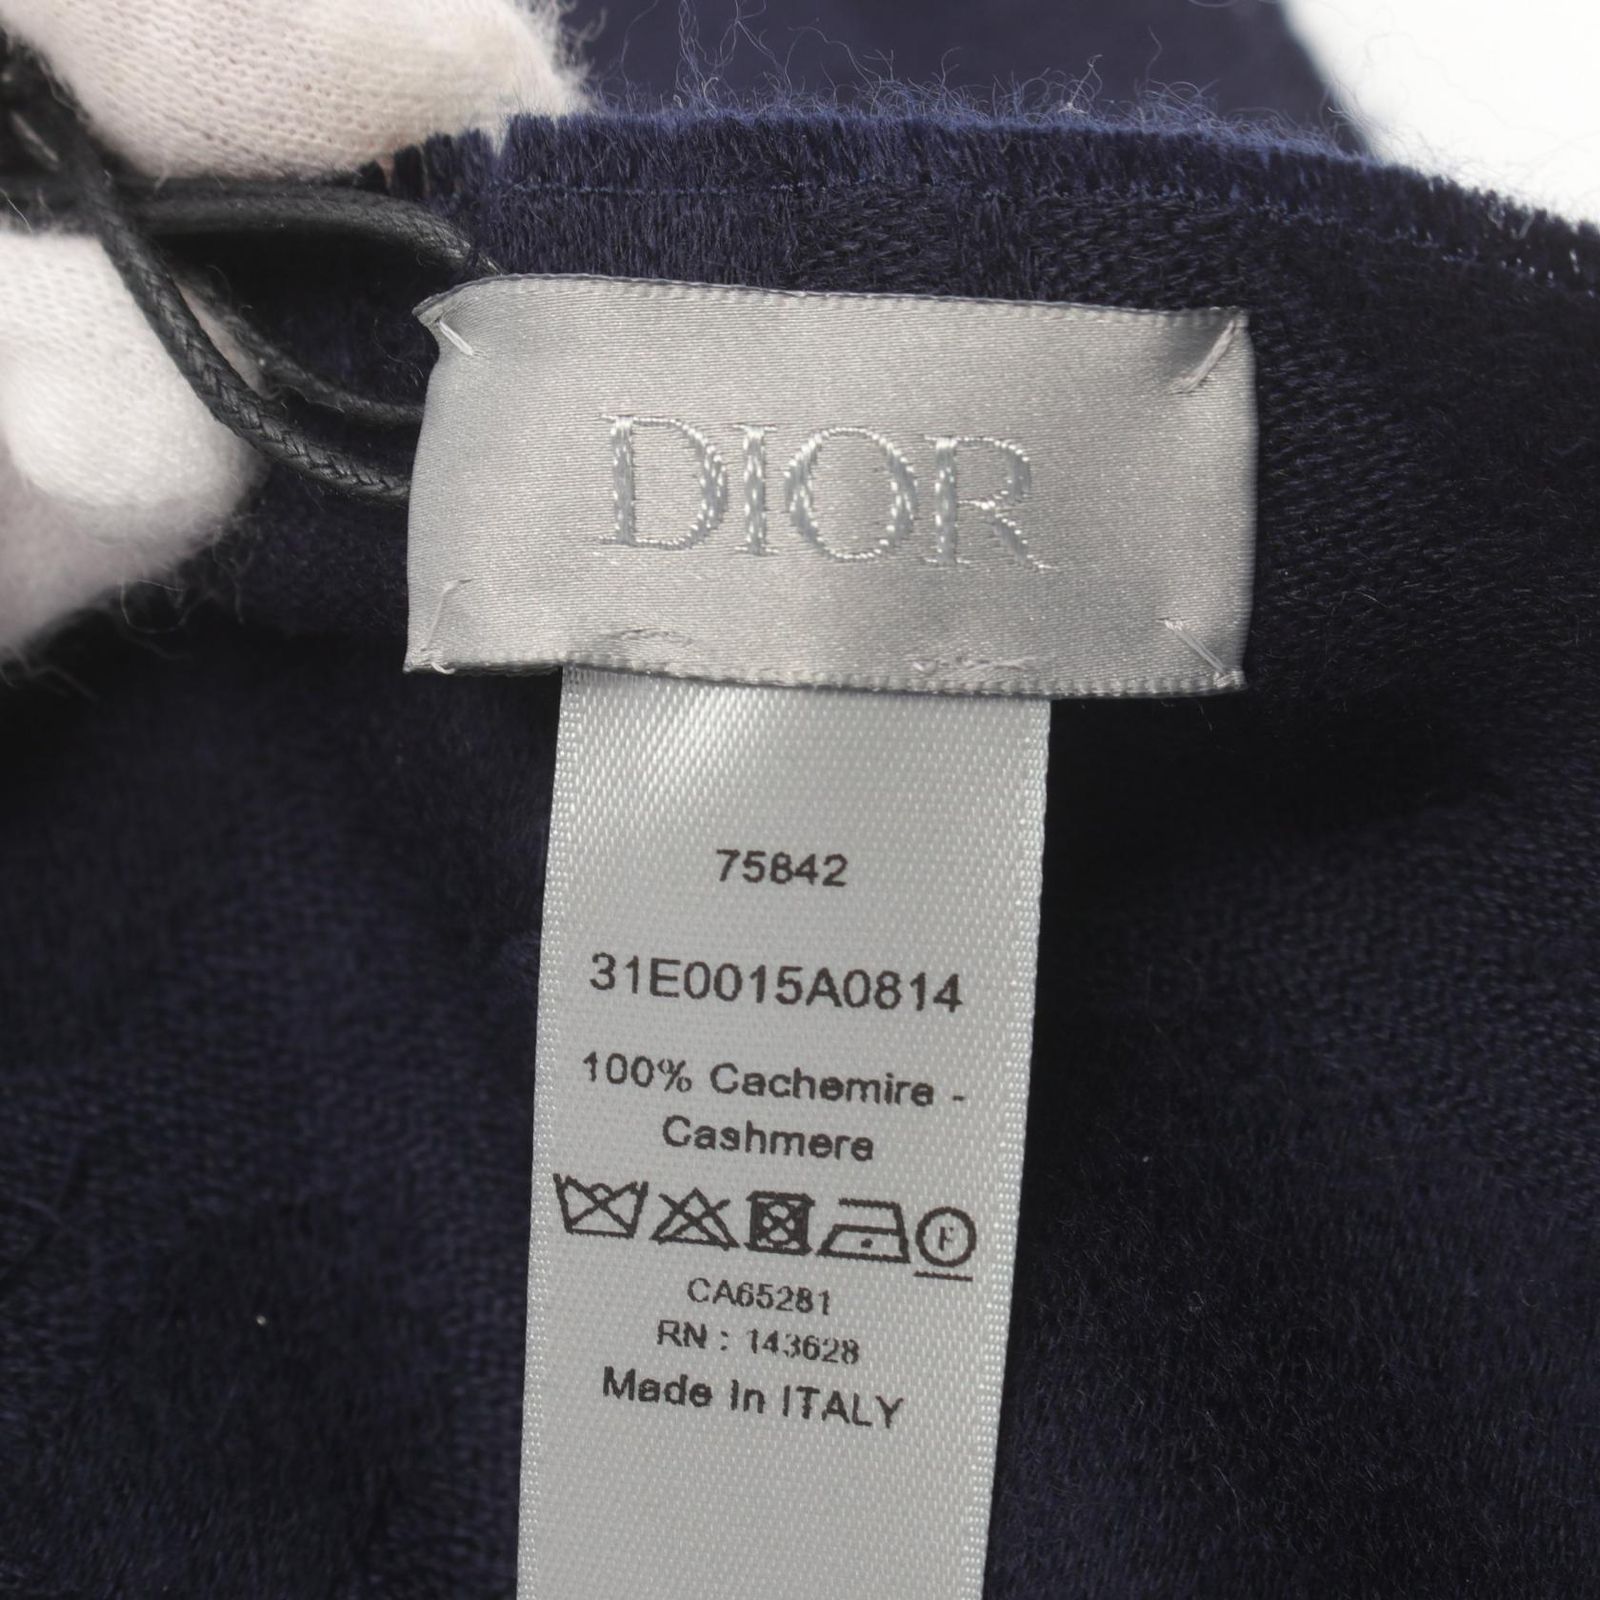 DIOR
75842
31E0015A0814
100% Cachemire -
Cashmere
F
CA65281
RN : 143628
Made In ITALY